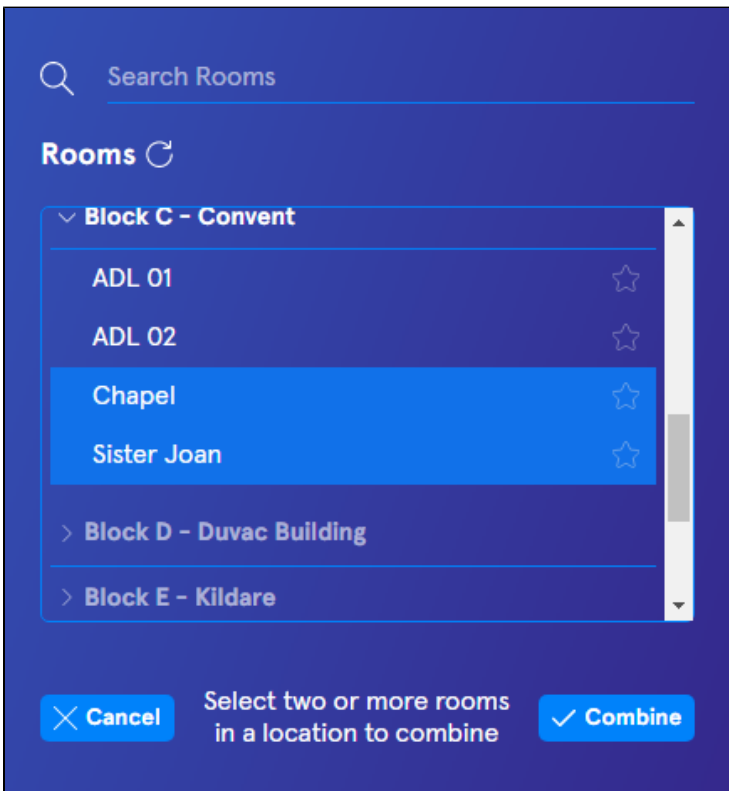 Search Rooms
Rooms
Block C - Convent
ADL 01
ADL 02
Chapel
Sister Joan
Block D - Duvac Building
Block E - Kildare
Cancel
Select two or more rooms
in a location to combine
Combine